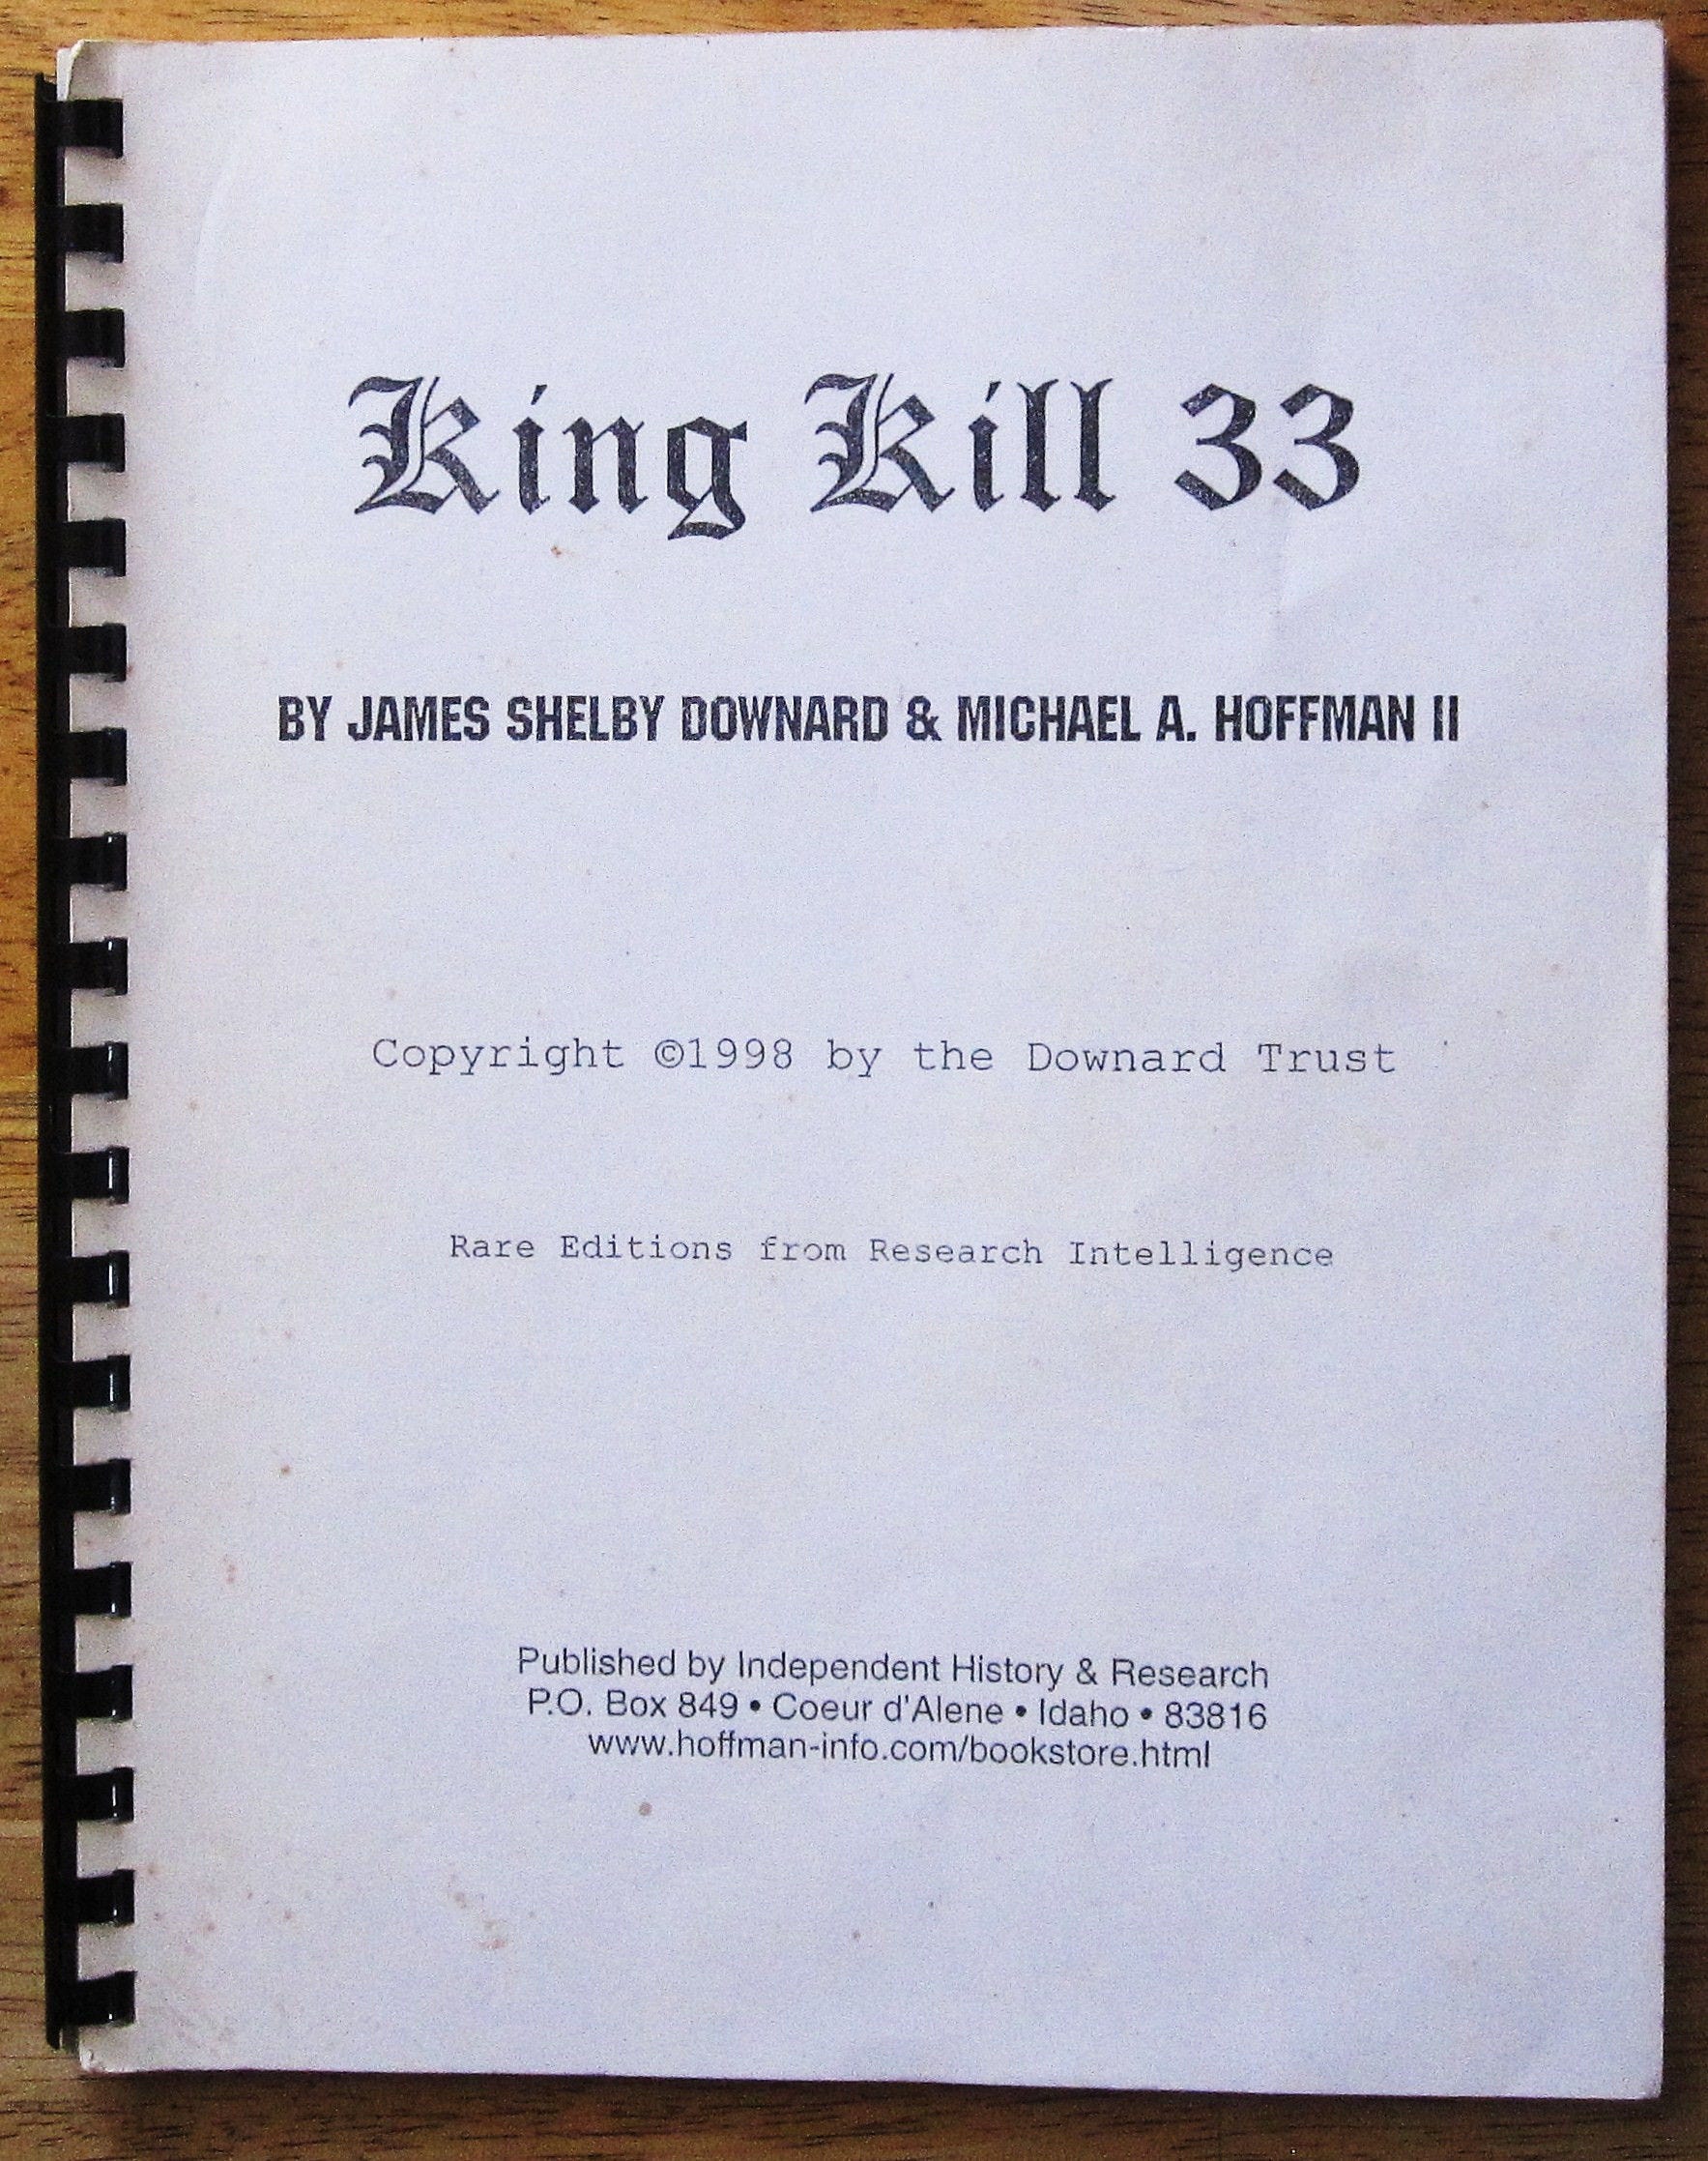 King Kill 33
BY JAMES SHELBY DOWNARD & MICHAEL A. HOFFMAN II
Copyright ©1998 by the Downard Trust
Rare Editions from Research Intelligence
Published by Independent History & Research
P.O. Box 849 • Coeur d'Alene • Idaho • 83816
www.hoffman-info.com/bookstore.html